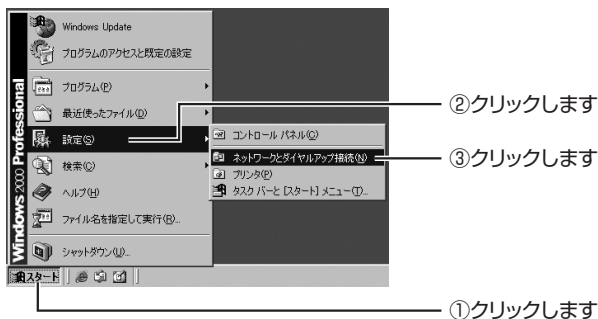 Windows Update
プログラムのアクセスと既定の設定
プログラム(P)
最近使ったファイル(D)
設定(S)
検索(C)
ヘルプ(H)
ファイル名を指定して実行(R)...
シャットダウン(U)...
Windows 2000 Professional
コントロール パネル(C)
ネットワークとダイヤルアップ接続(N)
プリンタ(P)
タスク バーと [スタート] メニュー(T)...
スタート
②クリックします
③クリックします
①クリックします